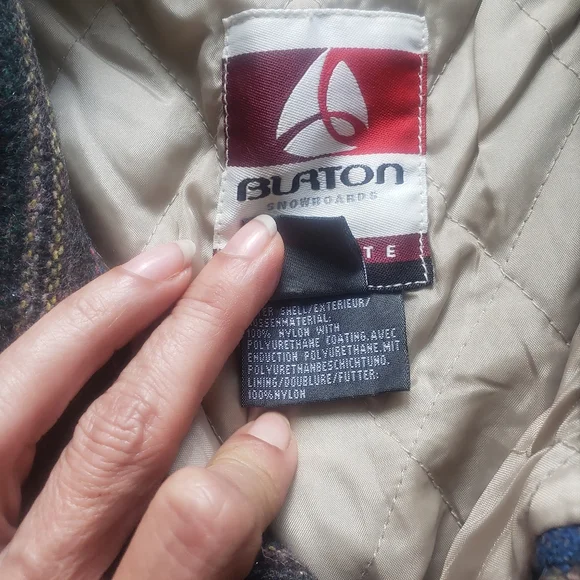 BURTON
SNOWBOARDS
TE
SHELL/EXTERIEUR/
100% NYLON WITH
POLYURETHANE COATING.AVEC
ENDUCTION POLYURETHANE MIT
POLYURETHANBESCHICHTUNG.
LINING/DOUBLURE/FUTTER:
100%NYLON